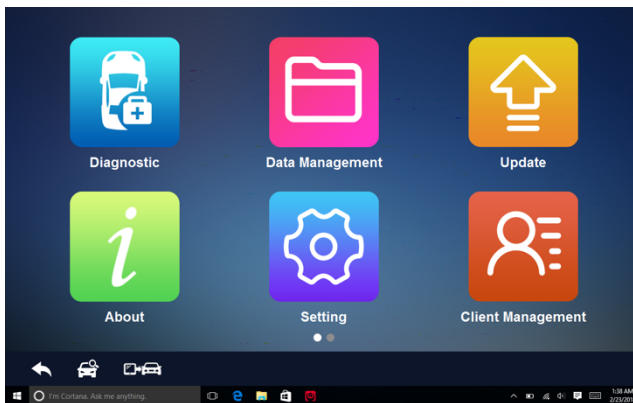 Diagnostic
Data Management
Update
About
Setting
Client Management
I'm Cortana. Ask me anything.
1:38 AM